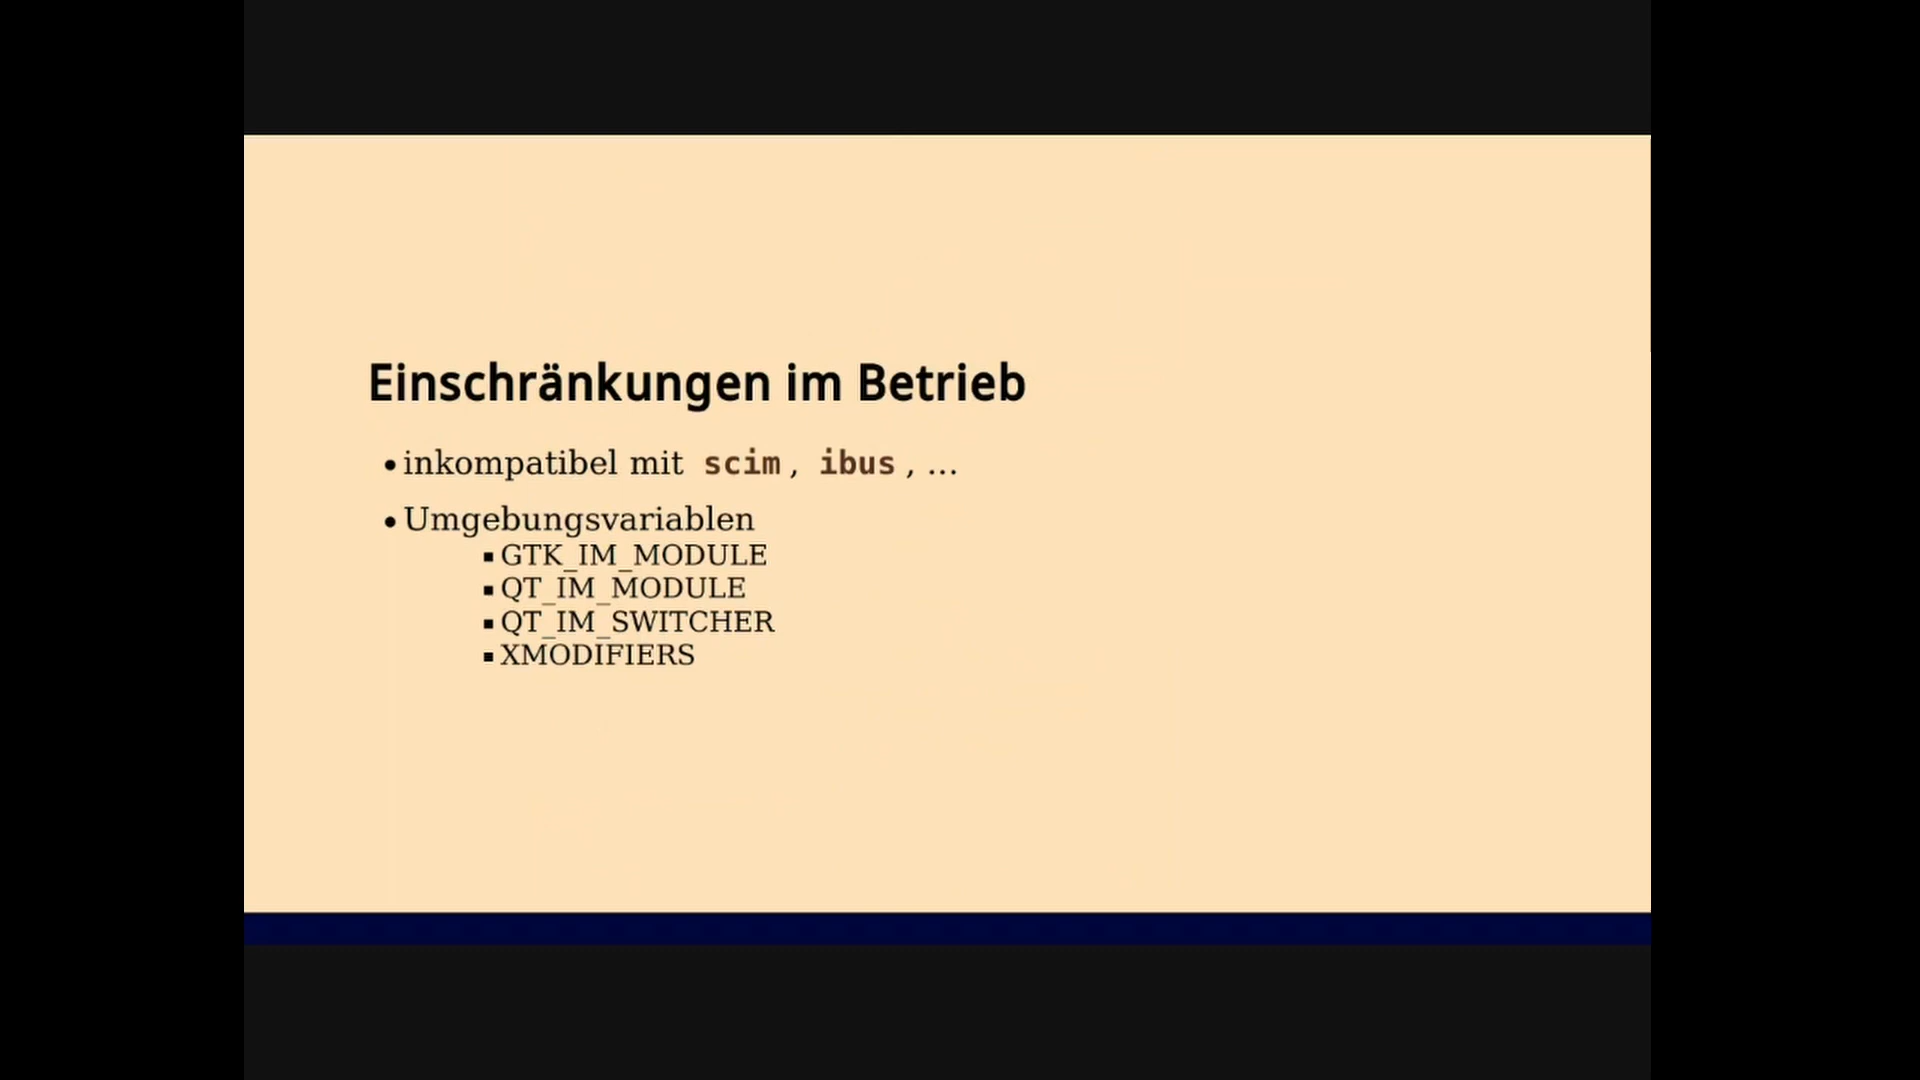 Einschränkungen im Betrieb
• inkompatibel mit scim, ibus, ...
• Umgebungsvariablen
▪ GTK_IM_MODULE
▪ QT_IM_MODULE
▪ QT_IM_SWITCHER
▪ XMODIFIERS